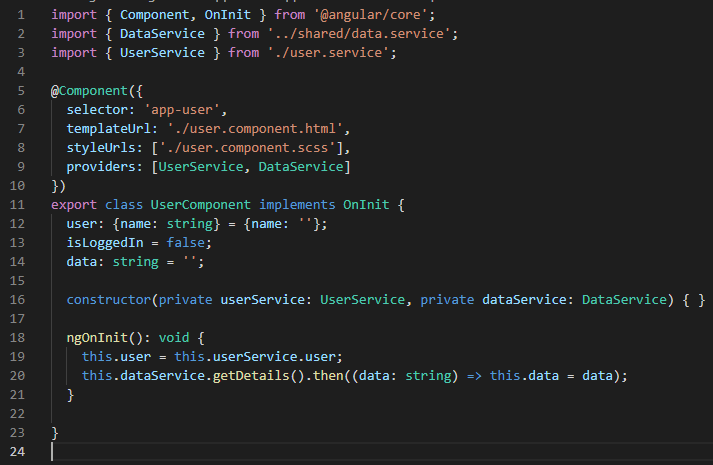 1 import { Component, OnInit } from '@angular/core';
2 import { DataService } from '../shared/data.service';
3 import { UserService } from './user.service';
4
5 @Component({
6   selector: 'app-user',
7   templateUrl: './user.component.html',
8   styleUrls: ['./user.component.scss'],
9   providers: [UserService, DataService]
10 })
11 export class UserComponent implements OnInit {
12   user: {name: string} = {name: ''};
13   isLoggedIn = false;
14   data: string = '';
15
16   constructor(private userService: UserService, private dataService: DataService) { }
17
18   ngOnInit(): void {
19     this.user = this.userService.user;
20     this.dataService.getDetails().then((data: string) => this.data = data);
21   }
22
23 }
24